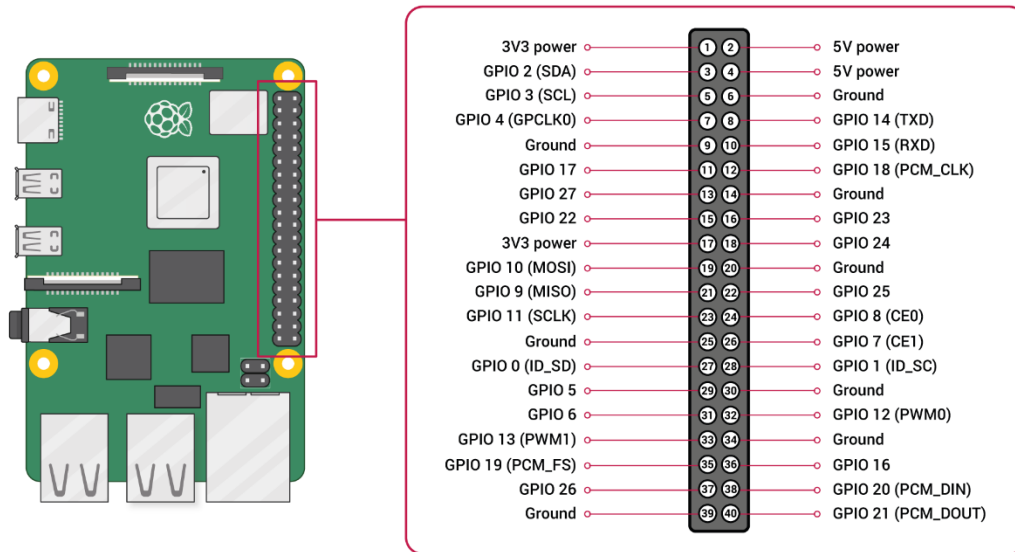 3V3 power 1 2 5V power
GPIO 2 (SDA) 3 4 5V power
GPIO 3 (SCL) 5 6 Ground
GPIO 4 (GPCLK0) 7 8 GPIO 14 (TXD)
Ground 9 10 GPIO 15 (RXD)
GPIO 17 11 12 GPIO 18 (PCM_CLK)
GPIO 27 13 14 Ground
GPIO 22 15 16 GPIO 23
3V3 power 17 18 GPIO 24
GPIO 10 (MOSI) 19 20 Ground
GPIO 9 (MISO) 21 22 GPIO 25
GPIO 11 (SCLK) 23 24 GPIO 8 (CE0)
Ground 25 26 GPIO 7 (CE1)
GPIO 0 (ID_SD) 27 28 GPIO 1 (ID_SC)
GPIO 5 29 30 Ground
GPIO 6 31 32 GPIO 12 (PWM0)
GPIO 13 (PWM1) 33 34 Ground
GPIO 19 (PCM_FS) 35 36 GPIO 16
GPIO 26 37 38 GPIO 20 (PCM_DIN)
Ground 39 40 GPIO 21 (PCM_DOUT)